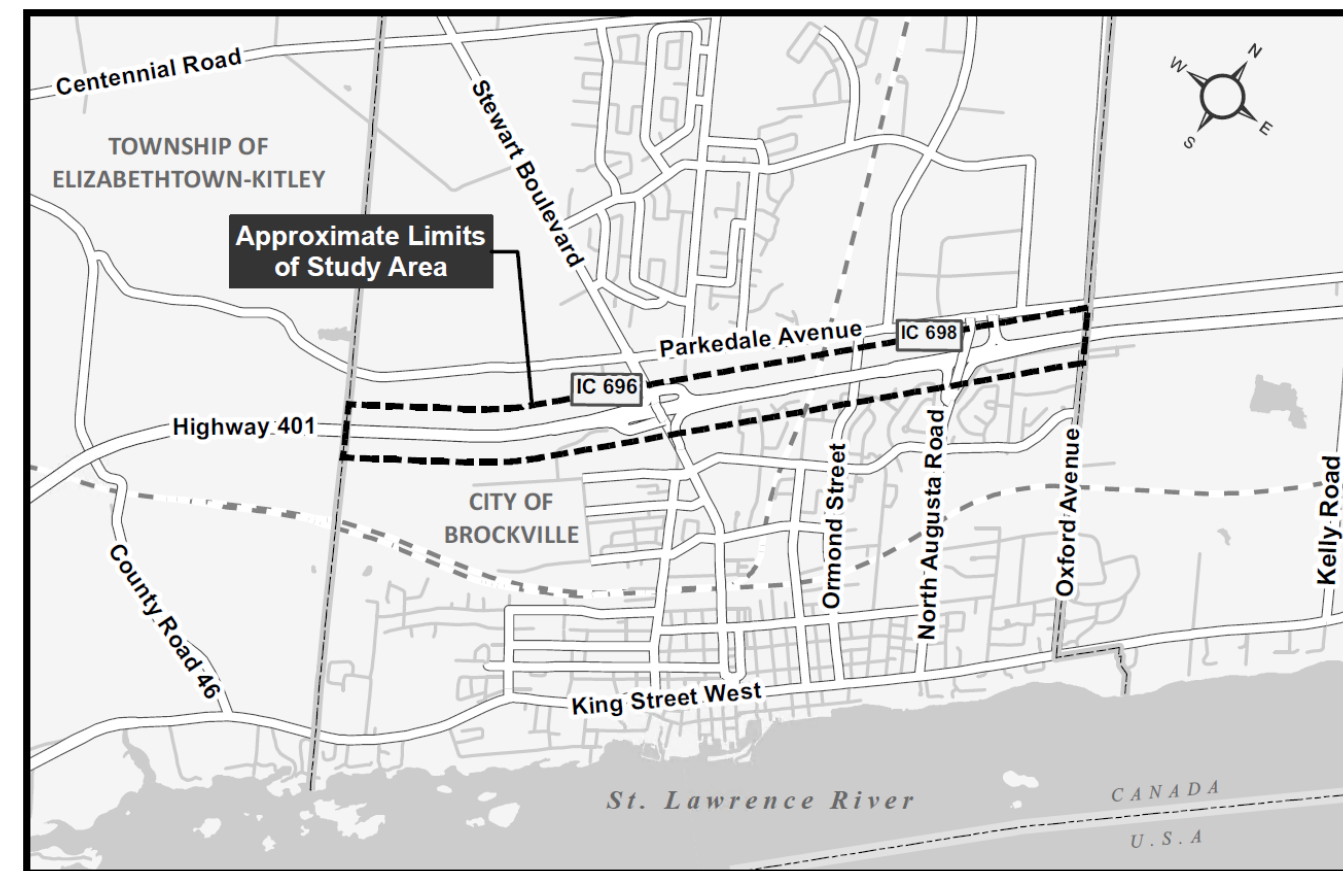 Centennial Road
TOWNSHIP OF
ELIZABETHTOWN-KITLEY
Stewart Boulevard
N
W
E
S
Approximate Limits
of Study Area
Parkedale Avenue
IC 698
IC 696
Highway 401
CITY OF
BROCKVILLE
Ormond Street
North Augusta Road
Oxford Avenue
Kelly Road
County Road 46
King Street West
St. Lawrence River
CANADA
U.S.A